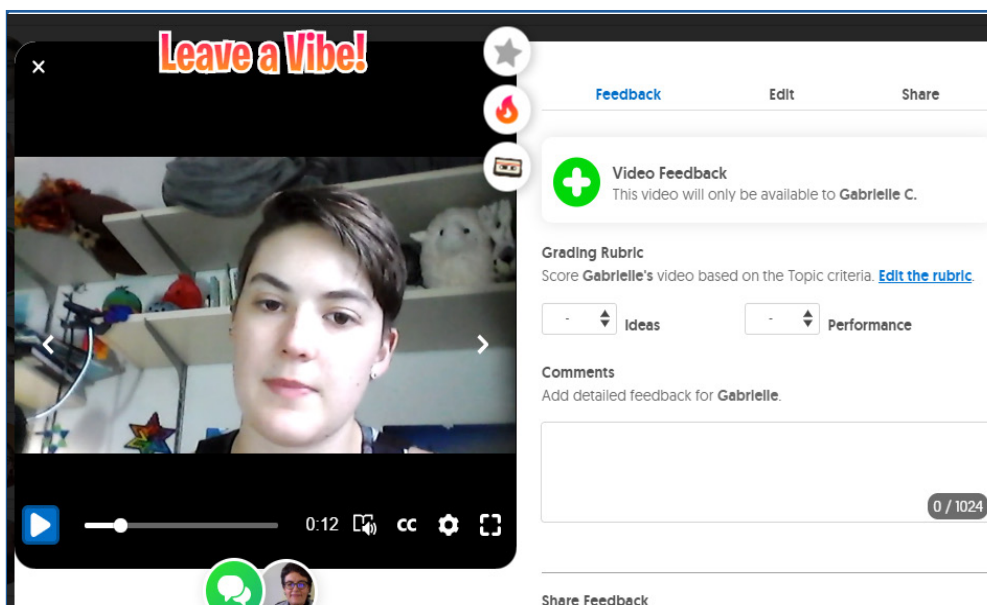 Leave a Vibe!
Feedback Edit Share
Video Feedback
This video will only be available to Gabrielle C.
Grading Rubric
Score Gabrielle's video based on the Topic criteria. Edit the rubric.
- Ideas - Performance
Comments
Add detailed feedback for Gabrielle.
0 / 1024
0:12 CC
Share Feedback